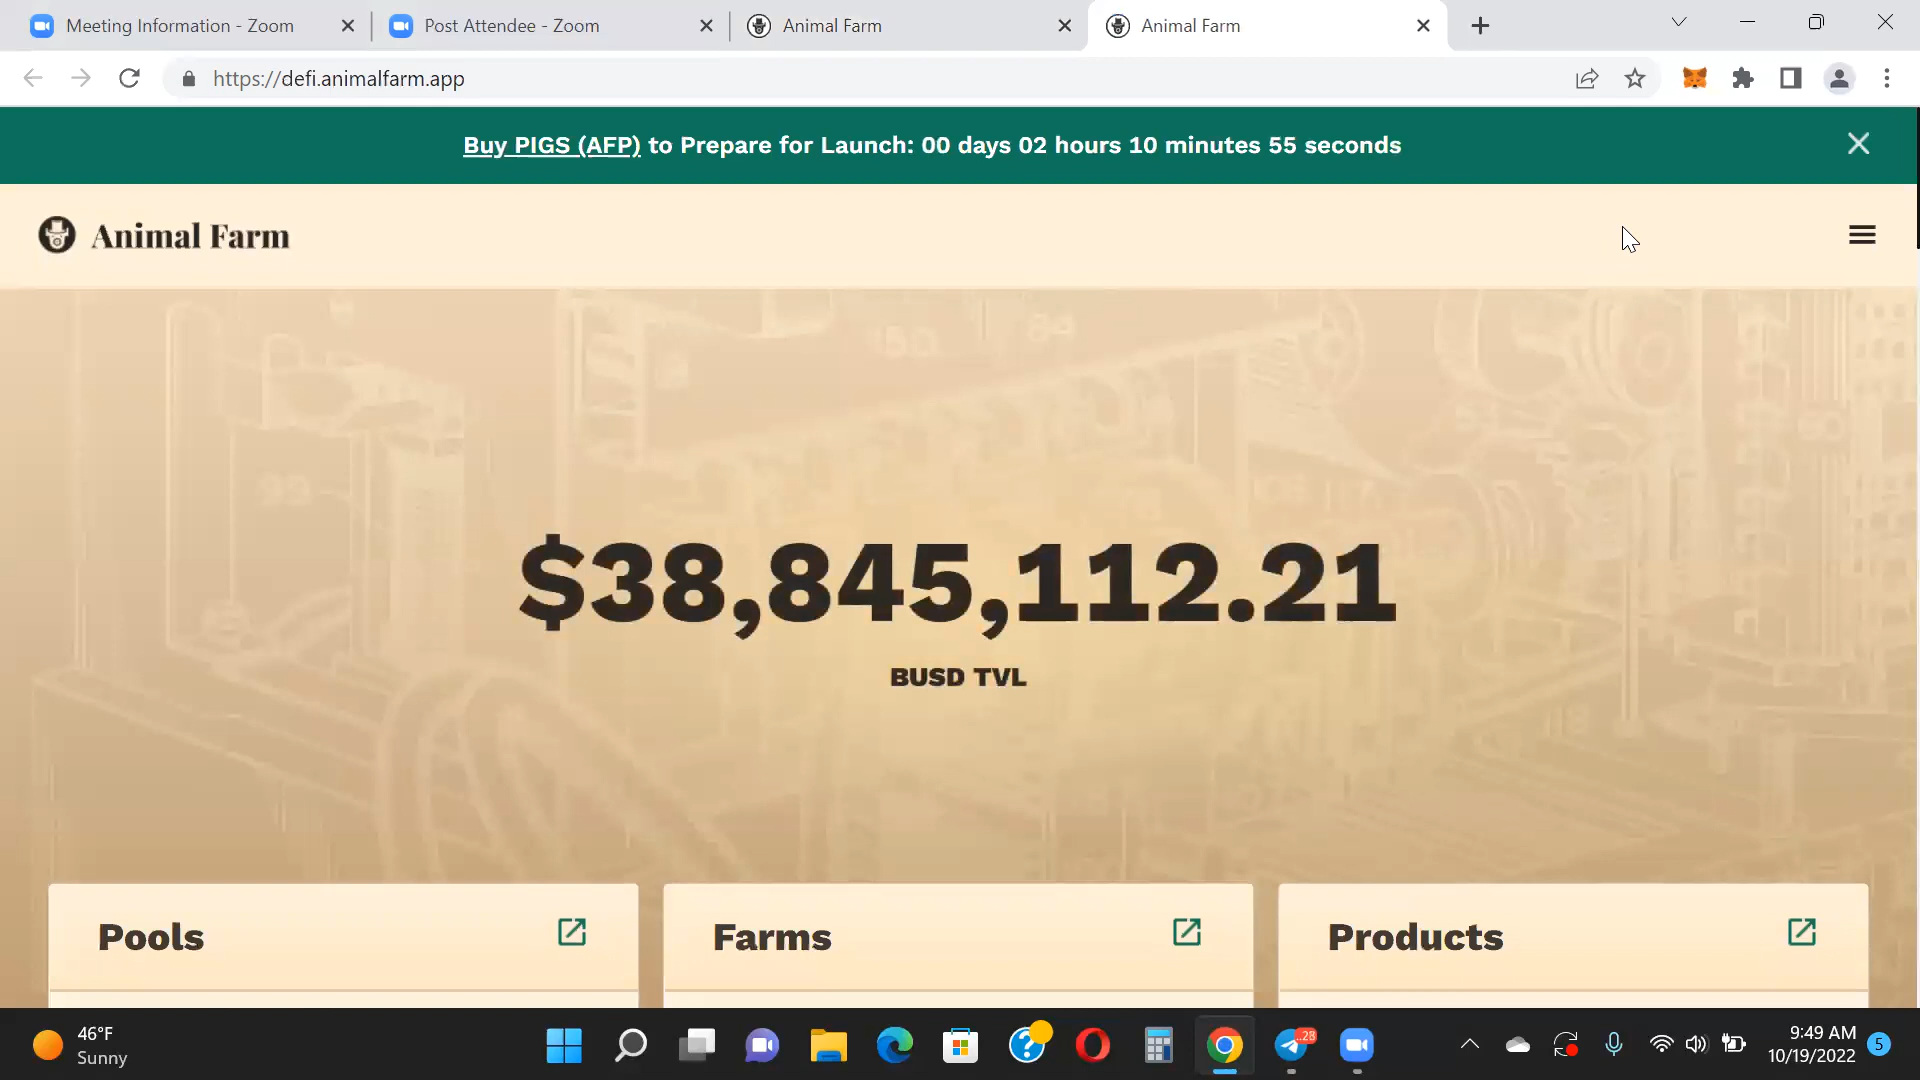 Meeting Information - Zoom
Post Attendee - Zoom
Animal Farm
Animal Farm
https://defi.animalfarm.app
Buy PIGS (AFP) to Prepare for Launch: 00 days 02 hours 10 minutes 55 seconds
Animal Farm
$38,845,112.21
BUSD TVL
Pools
Farms
Products
46°F
Sunny
28
9:49 AM
10/19/2022
5